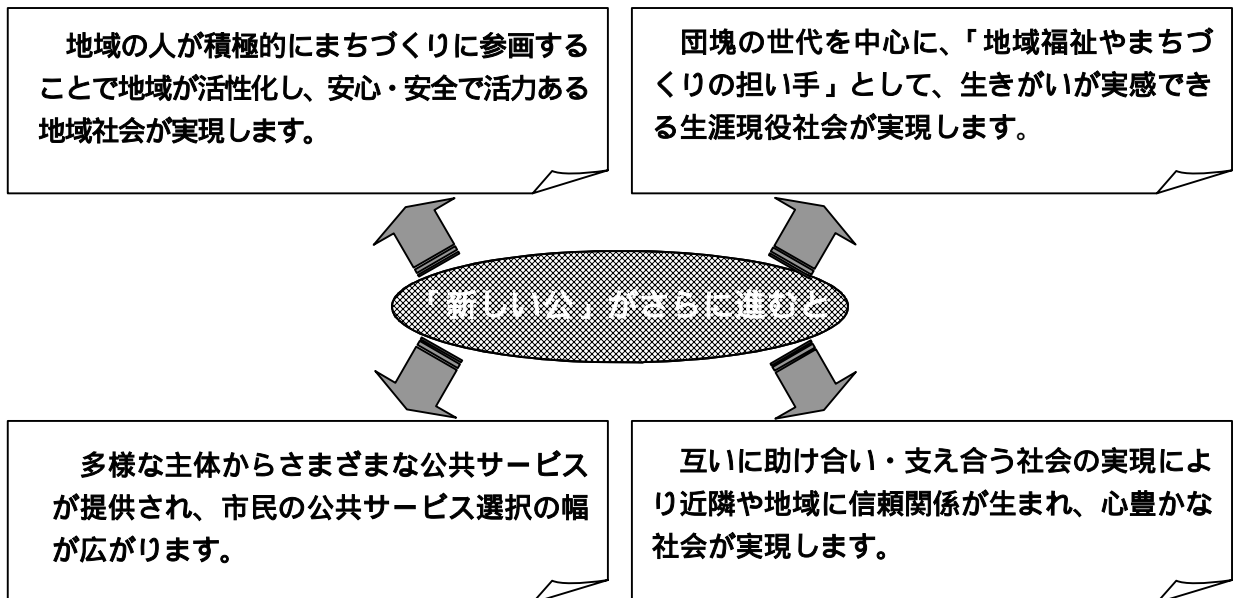 地域の人が積極的にまちづくりに参画する
ことで地域が活性化し、安心・安全で活力ある
地域社会が実現します。
団塊の世代を中心に、「地域福祉やまちづ
くりの担い手」として、生きがいが実感でき
る生涯現役社会が実現します。
「新しい公」がさらに進むと
多様な主体からさまざまな公共サービス
が提供され、市民の公共サービス選択の幅
が広がります。
互いに助け合い・支え合う社会の実現によ
り近隣や地域に信頼関係が生まれ、心豊かな
社会が実現します。